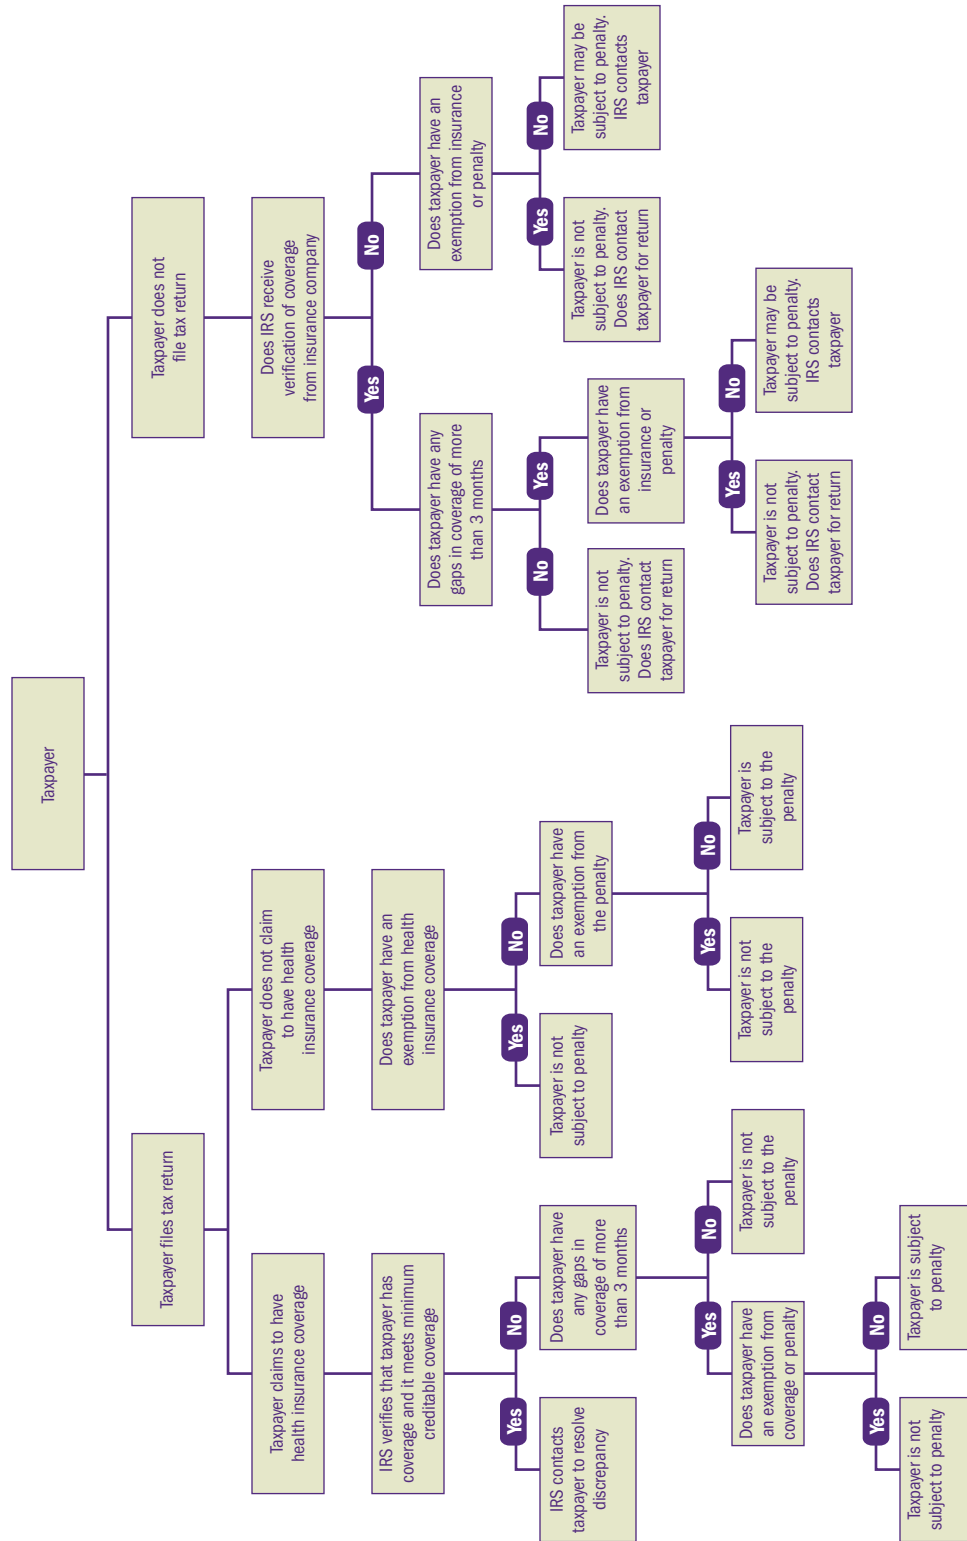 Taxpayer
Taxpayer files tax return
Taxpayer does not
file tax return
Taxpayer claims to have
health insurance coverage
Taxpayer does not claim
to have health
insurance coverage
Does IRS receive
verification of coverage
from insurance company
IRS verifies that taxpayer has
coverage and it meets minimum
creditable coverage
Does taxpayer have an
exemption from health
insurance coverage
Yes
No
Does taxpayer have any
gaps in coverage of more
than 3 months
Does taxpayer have an
exemption from insurance
or penalty
Yes
No
Yes
No
No
Yes
Yes
No
IRS contacts
taxpayer to resolve
discrepancy
Does taxpayer have
any gaps in
coverage of more
than 3 months
Taxpayer is not
subject to penalty
Does taxpayer have
an exemption from
the penalty
Taxpayer is not
subject to penalty.
Does IRS contact
taxpayer for return
Does taxpayer have
an exemption from
insurance or
penalty
Taxpayer is not
subject to penalty.
Does IRS contact
taxpayer for return
Taxpayer may be
subject to penalty.
IRS contacts
taxpayer
Yes
No
Yes
No
Yes
No
Does taxpayer have
an exemption from
coverage or penalty
Taxpayer is not
subject to the
penalty
Taxpayer is not
subject to the
penalty
Taxpayer is
subject to the
penalty
Taxpayer is not
subject to penalty.
Does IRS contact
taxpayer for return
Taxpayer may be
subject to penalty.
IRS contacts
taxpayer
Yes
No
Taxpayer is not
subject to penalty
Taxpayer is subject
to penalty